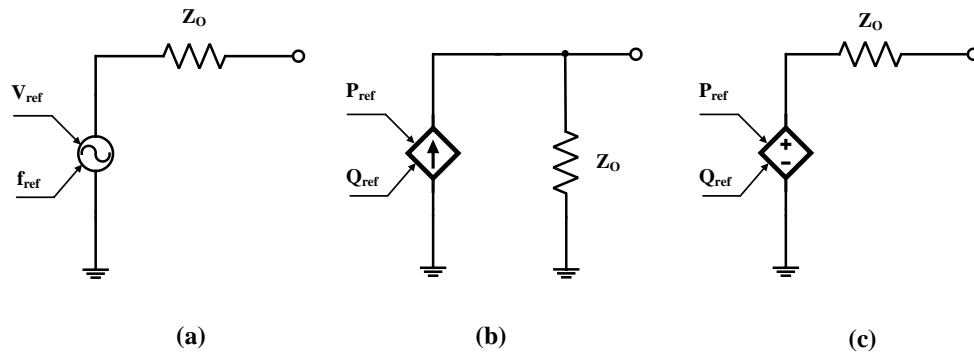 Z_O
V_ref
f_ref
(a)
P_ref
Q_ref
Z_O
(b)
Z_O
P_ref
Q_ref
+
-
(c)